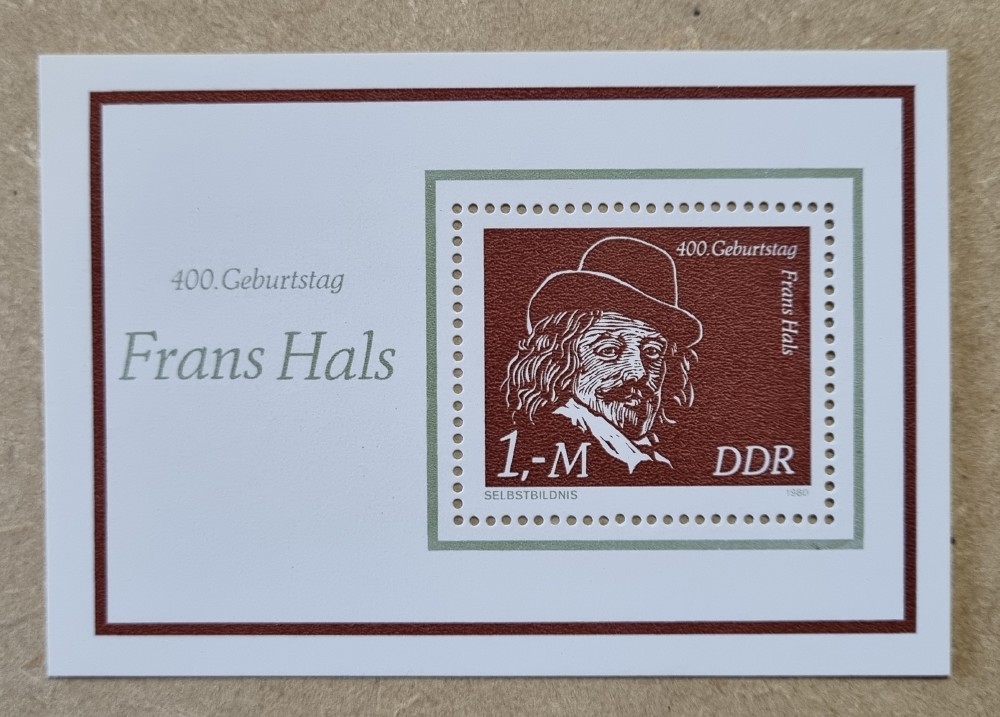 400. Geburtstag
Frans Hals
400. Geburtstag
Frans Hals
1,-M
DDR
SELBSTBILDNIS
1980